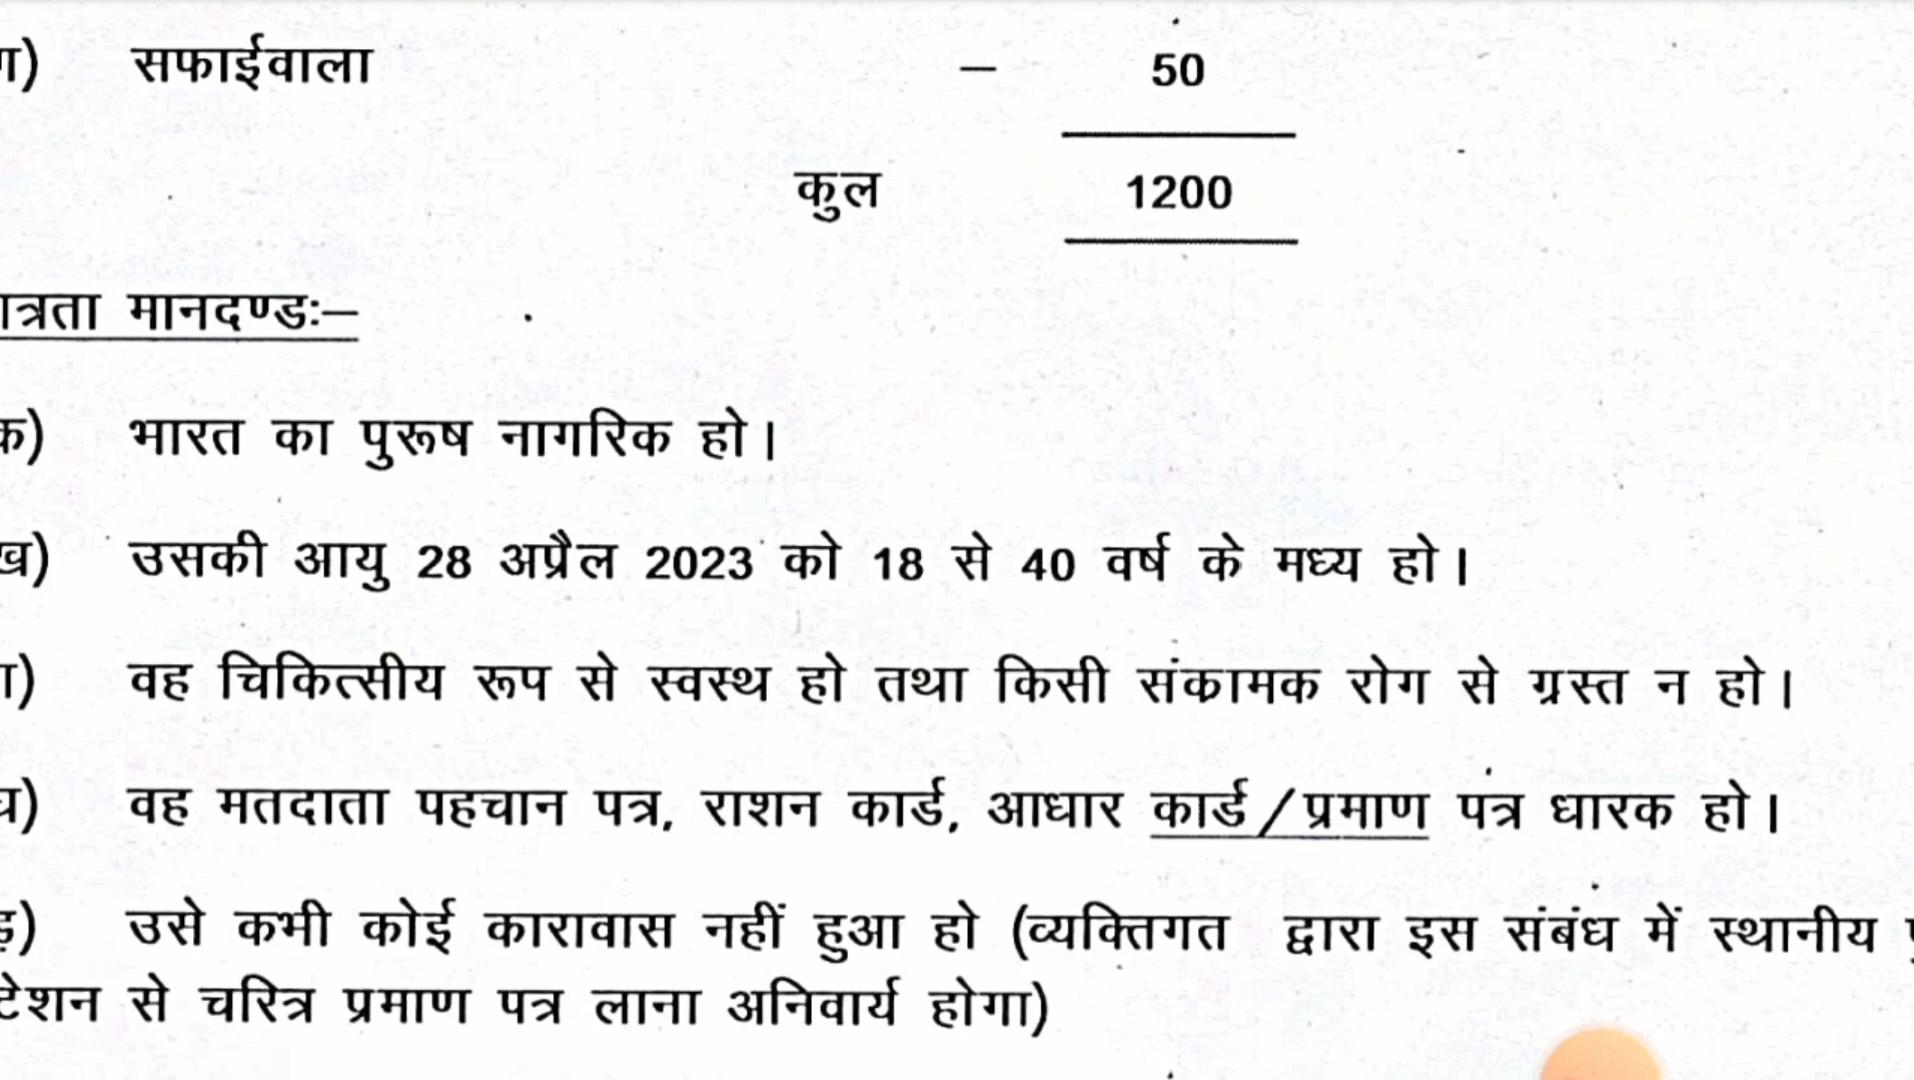 ग) सफाईवाला – 50
कुल 1200
ात्रता मानदण्डः–
क) भारत का पुरूष नागरिक हो।
ख) उसकी आयु 28 अप्रैल 2023 को 18 से 40 वर्ष के मध्य हो।
ग) वह चिकित्सीय रूप से स्वस्थ हो तथा किसी संकामक रोग से ग्रस्त न हो।
घ) वह मतदाता पहचान पत्र, राशन कार्ड, आधार कार्ड/प्रमाण पत्र धारक हो।
ड़) उसे कभी कोई कारावास नहीं हुआ हो (व्यक्तिगत द्वारा इस संबंध में स्थानीय
टेशन से चरित्र प्रमाण पत्र लाना अनिवार्य होगा)